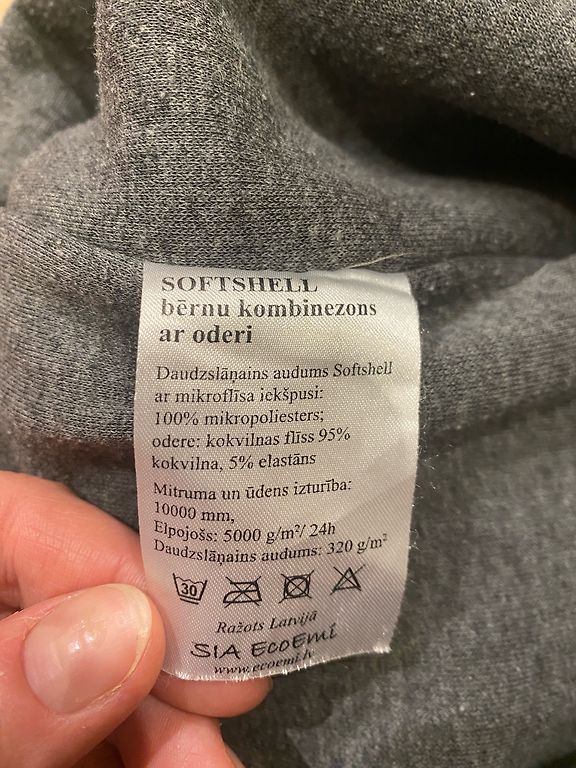 SOFTSHELL
bērnu kombinezons
ar oderi
Daudzslāņains audums Softshell
ar mikroflīsa iekšpusi:
100% mikropoliesters;
odere: kokvilnas flīss 95%
kokvilna, 5% elastāns
Mitruma un ūdens izturība:
10000 mm,
Elpojošs: 5000 g/m²/ 24h
Daudzslāņains audums: 320 g/m²
30
Ražots Latvijā
SIA ECOEMI
www.ecoemi.lv